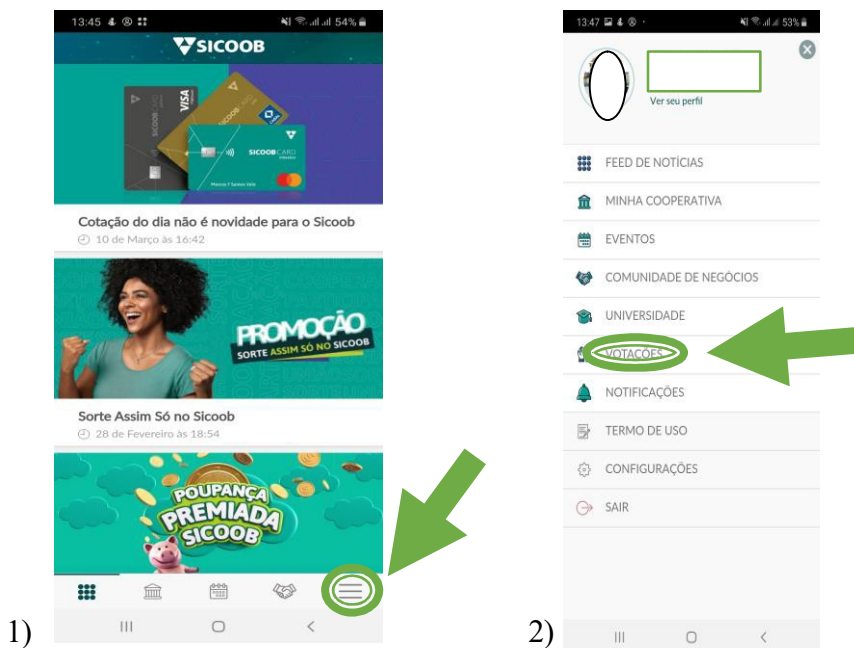 13:45
54%
SICOOB
VISA
SICOOBCARD
Cotação do dia não é novidade para o Sicoob
10 de Março às 16:42
PROMOÇÃO
SORTE ASSIM SÓ NO SICOOB
Sorte Assim Só no Sicoob
28 de Fevereiro às 18:54
POUPANÇA
PREMIADA
SICOOB
1)
13:47
53%
Ver seu perfil
FEED DE NOTÍCIAS
MINHA COOPERATIVA
EVENTOS
COMUNIDADE DE NEGÓCIOS
UNIVERSIDADE
VOTAÇÕES
NOTIFICAÇÕES
TERMO DE USO
CONFIGURAÇÕES
SAIR
2)